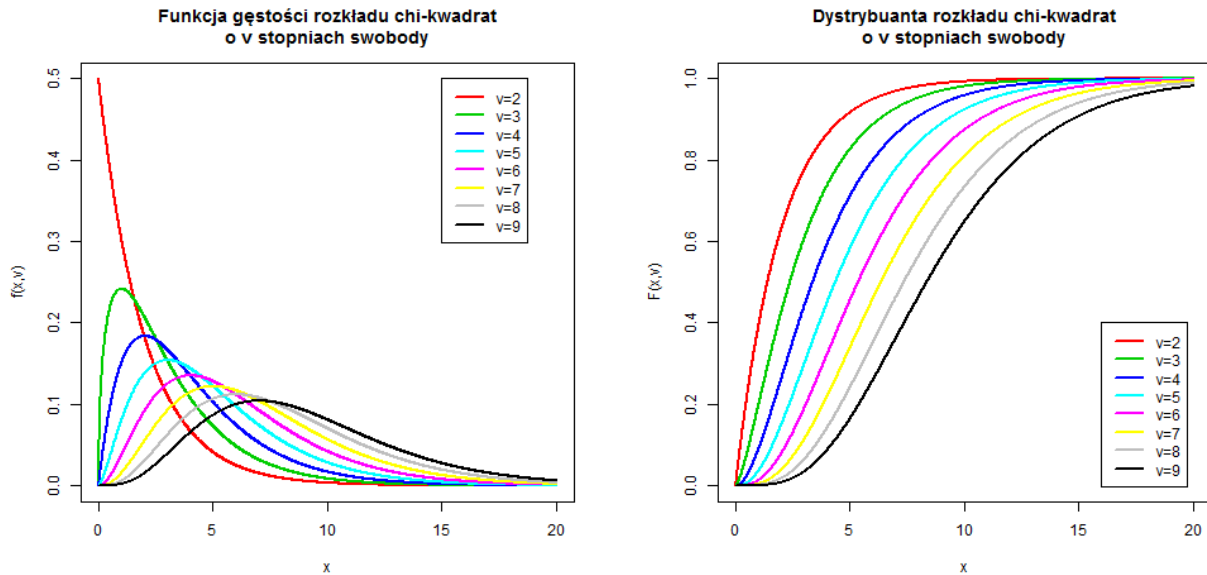 Funkcja gęstości rozkładu chi-kwadrat
o v stopniach swobody
f(x,v)
0.5
0.4
0.3
0.2
0.1
0.0
v=2
v=3
v=4
v=5
v=6
v=7
v=8
v=9
0 5 10 15 20
x
Dystrybuanta rozkładu chi-kwadrat
o v stopniach swobody
F(x,v)
1.0
0.8
0.6
0.4
0.2
0.0
v=2
v=3
v=4
v=5
v=6
v=7
v=8
v=9
0 5 10 15 20
x